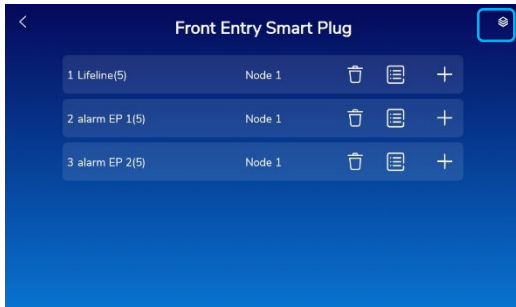 Front Entry Smart Plug
1 Lifeline(5) Node 1
2 alarm EP 1(5) Node 1
3 alarm EP 2(5) Node 1